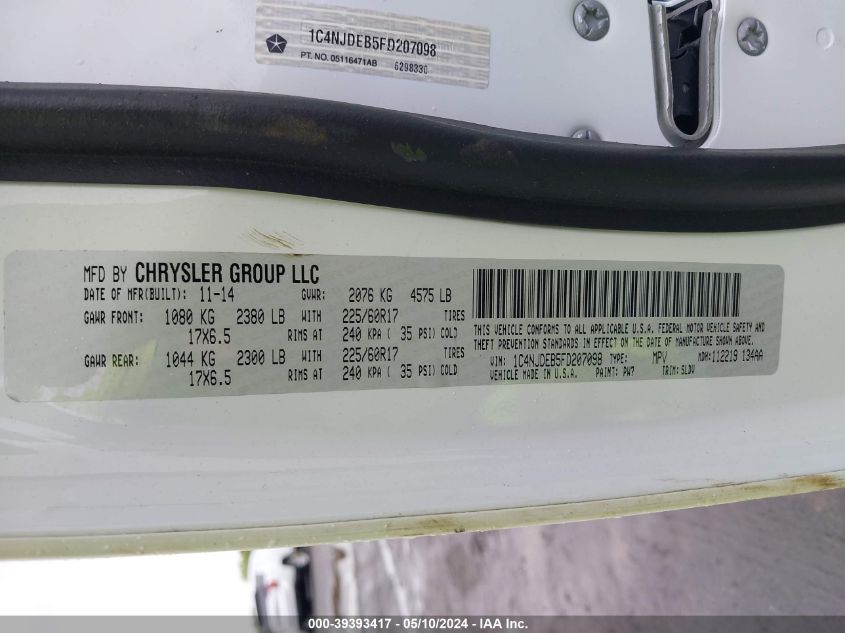 1C4NJDEB5FD207098
PT. NO. 05116471AB 6298330
MFD BY CHRYSLER GROUP LLC
DATE OF MFR(BUILT): 11-14 GVWR: 2076 KG 4575 LB
GAWR FRONT: 1080 KG 2380 LB WITH 225/60R17 TIRES
17X6.5 RIMS AT 240 KPA ( 35 PSI) COLD
GAWR REAR: 1044 KG 2300 LB WITH 225/60R17 TIRES
17X6.5 RIMS AT 240 KPA ( 35 PSI) COLD
THIS VEHICLE CONFORMS TO ALL APPLICABLE U.S.A. FEDERAL MOTOR VEHICLE SAFETY AND
THEFT PREVENTION STANDARDS IN EFFECT ON THE DATE OF MANUFACTURE SHOWN ABOVE.
VIN: 1C4NJDEB5FD207098 TYPE: MPV MDH: 112219 134AA
VEHICLE MADE IN U.S.A. PAINT: PW7 TRIM: SLDV
000-39393417 - 05/10/2024 - IAA Inc.